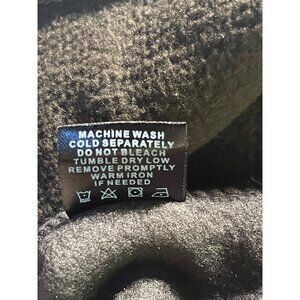 MACHINE WASH
COLD SEPARATELY
DO NOT BLEACH
TUMBLE DRY LOW
REMOVE PROMPTLY
WARM IRON
IF NEEDED